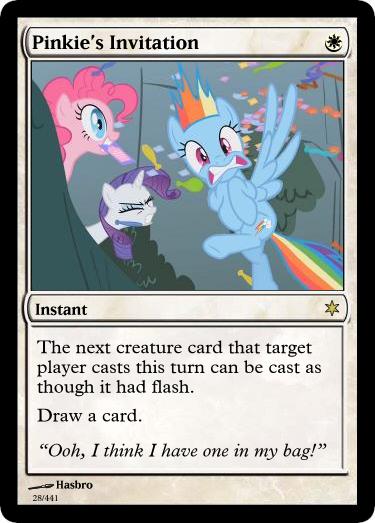 Pinkie's Invitation
Instant
The next creature card that target
player casts this turn can be cast as
though it had flash.
Draw a card.
“Ooh, I think I have one in my bag!”
Hasbro
28/441